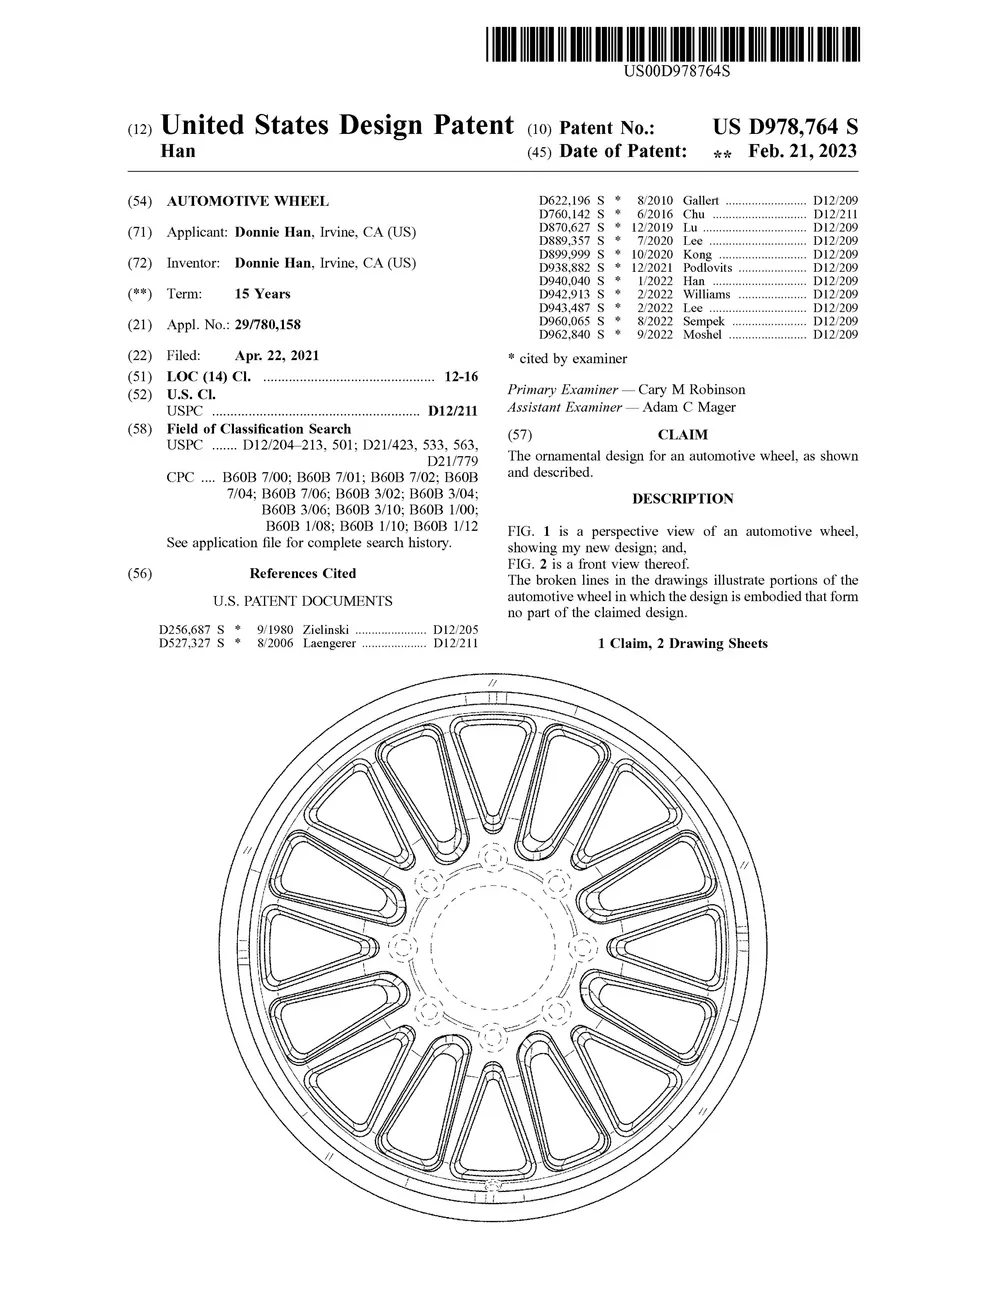 US00D978764S
(12) United States Design Patent
Han
(10) Patent No.: US D978,764 S
(45) Date of Patent: ** Feb. 21, 2023
(54) AUTOMOTIVE WHEEL
(71) Applicant: Donnie Han, Irvine, CA (US)
(72) Inventor: Donnie Han, Irvine, CA (US)
(**) Term: 15 Years
(21) Appl. No.: 29/780,158
(22) Filed: Apr. 22, 2021
(51) LOC (14) Cl. ............................................... 12-16
(52) U.S. Cl.
USPC ......................................................... D12/211
(58) Field of Classification Search
USPC ....... D12/204–213, 501; D21/423, 533, 563,
D21/779
CPC .... B60B 7/00; B60B 7/01; B60B 7/02; B60B
7/04; B60B 7/06; B60B 3/02; B60B 3/04;
B60B 3/06; B60B 3/10; B60B 1/00;
B60B 1/08; B60B 1/10; B60B 1/12
See application file for complete search history.
(56) References Cited
U.S. PATENT DOCUMENTS
D256,687 S * 9/1980 Zielinski ...................... D12/205
D527,327 S * 8/2006 Laengerer .................... D12/211
D622,196 S * 8/2010 Gallert ......................... D12/209
D760,142 S * 6/2016 Chu ............................. D12/211
D870,627 S * 12/2019 Lu ................................ D12/209
D889,357 S * 7/2020 Lee .............................. D12/209
D899,999 S * 10/2020 Kong ........................... D12/209
D938,882 S * 12/2021 Podlovits ..................... D12/209
D940,040 S * 1/2022 Han ............................. D12/209
D942,913 S * 2/2022 Williams ..................... D12/209
D943,487 S * 2/2022 Lee .............................. D12/209
D960,065 S * 8/2022 Sempek ....................... D12/209
D962,840 S * 9/2022 Moshel ........................ D12/209
* cited by examiner
Primary Examiner — Cary M Robinson
Assistant Examiner — Adam C Mager
(57) CLAIM
The ornamental design for an automotive wheel, as shown
and described.
DESCRIPTION
FIG. 1 is a perspective view of an automotive wheel,
showing my new design; and,
FIG. 2 is a front view thereof.
The broken lines in the drawings illustrate portions of the
automotive wheel in which the design is embodied that form
no part of the claimed design.
1 Claim, 2 Drawing Sheets